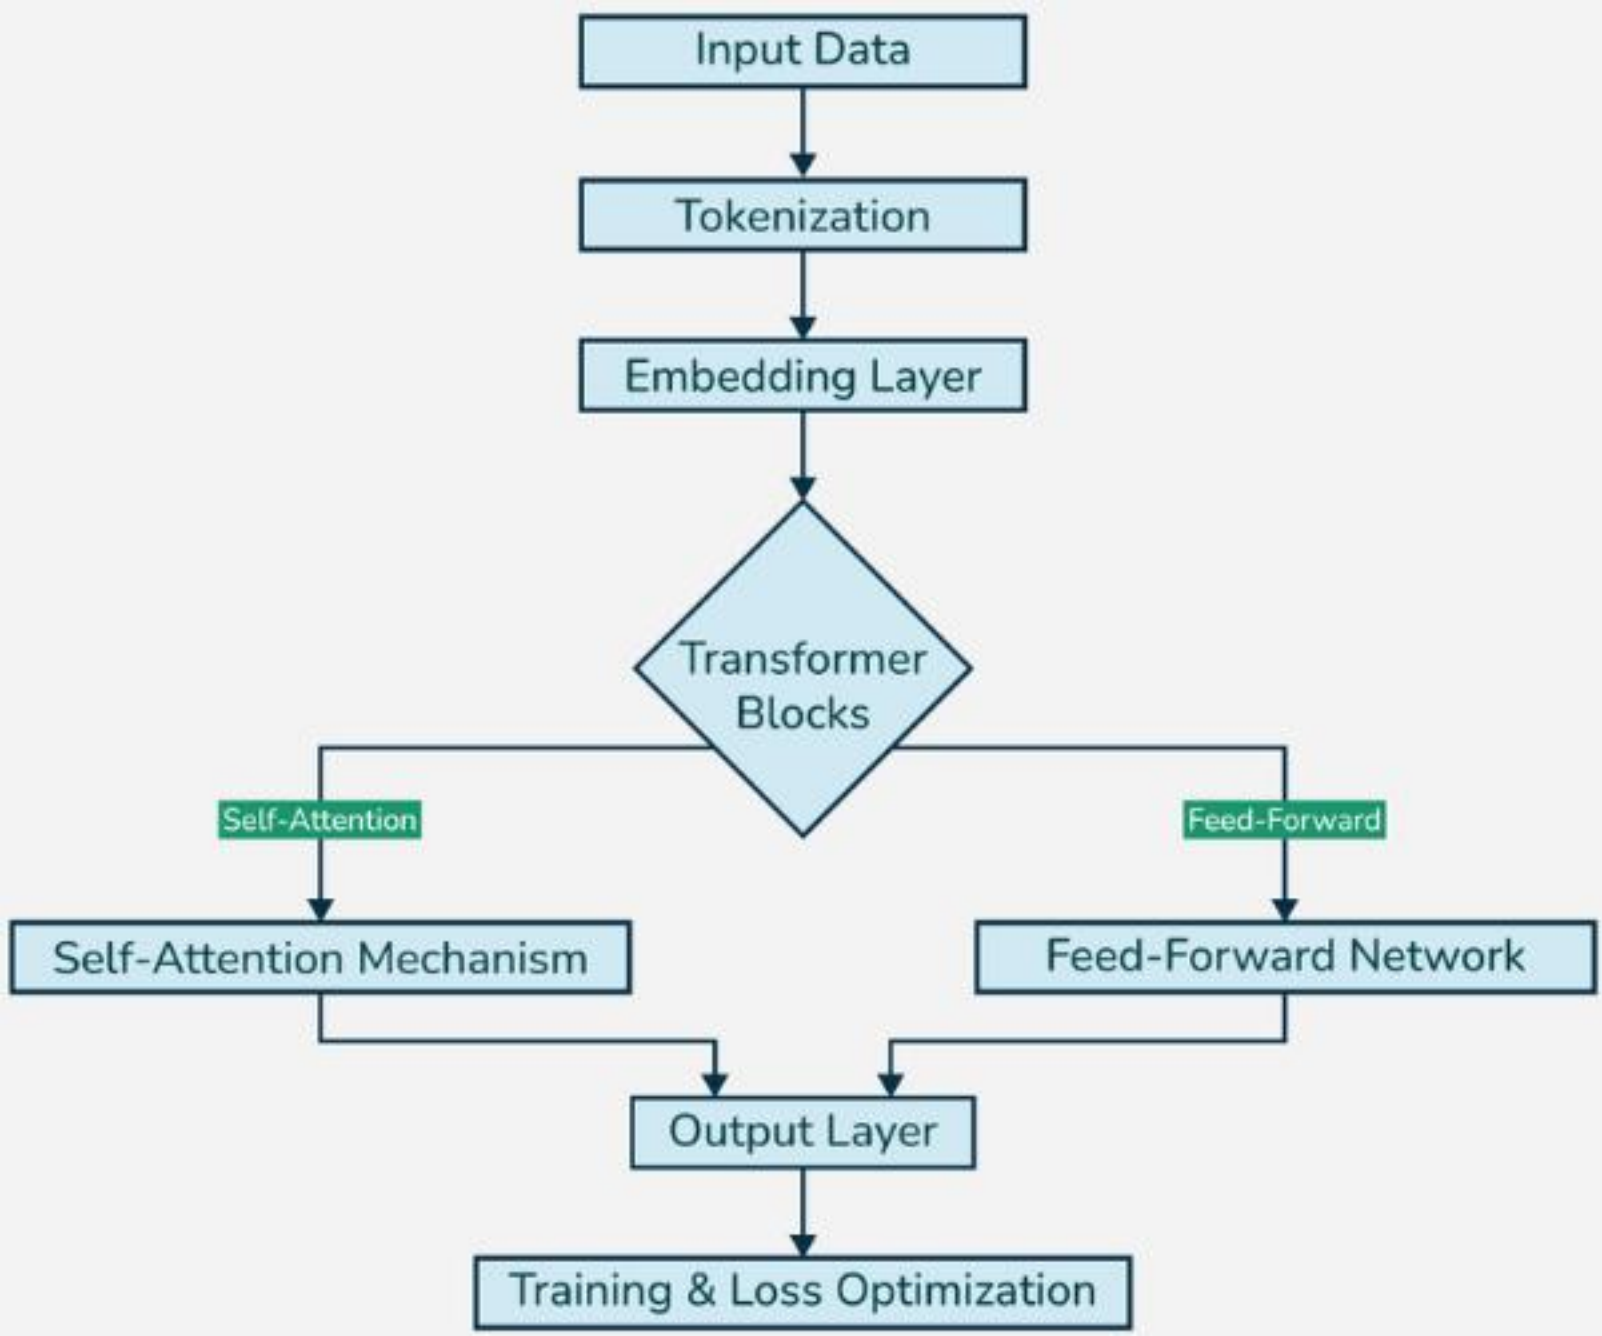 Input Data
Tokenization
Embedding Layer
Transformer
Blocks
Self-Attention
Feed-Forward
Self-Attention Mechanism
Feed-Forward Network
Output Layer
Training & Loss Optimization